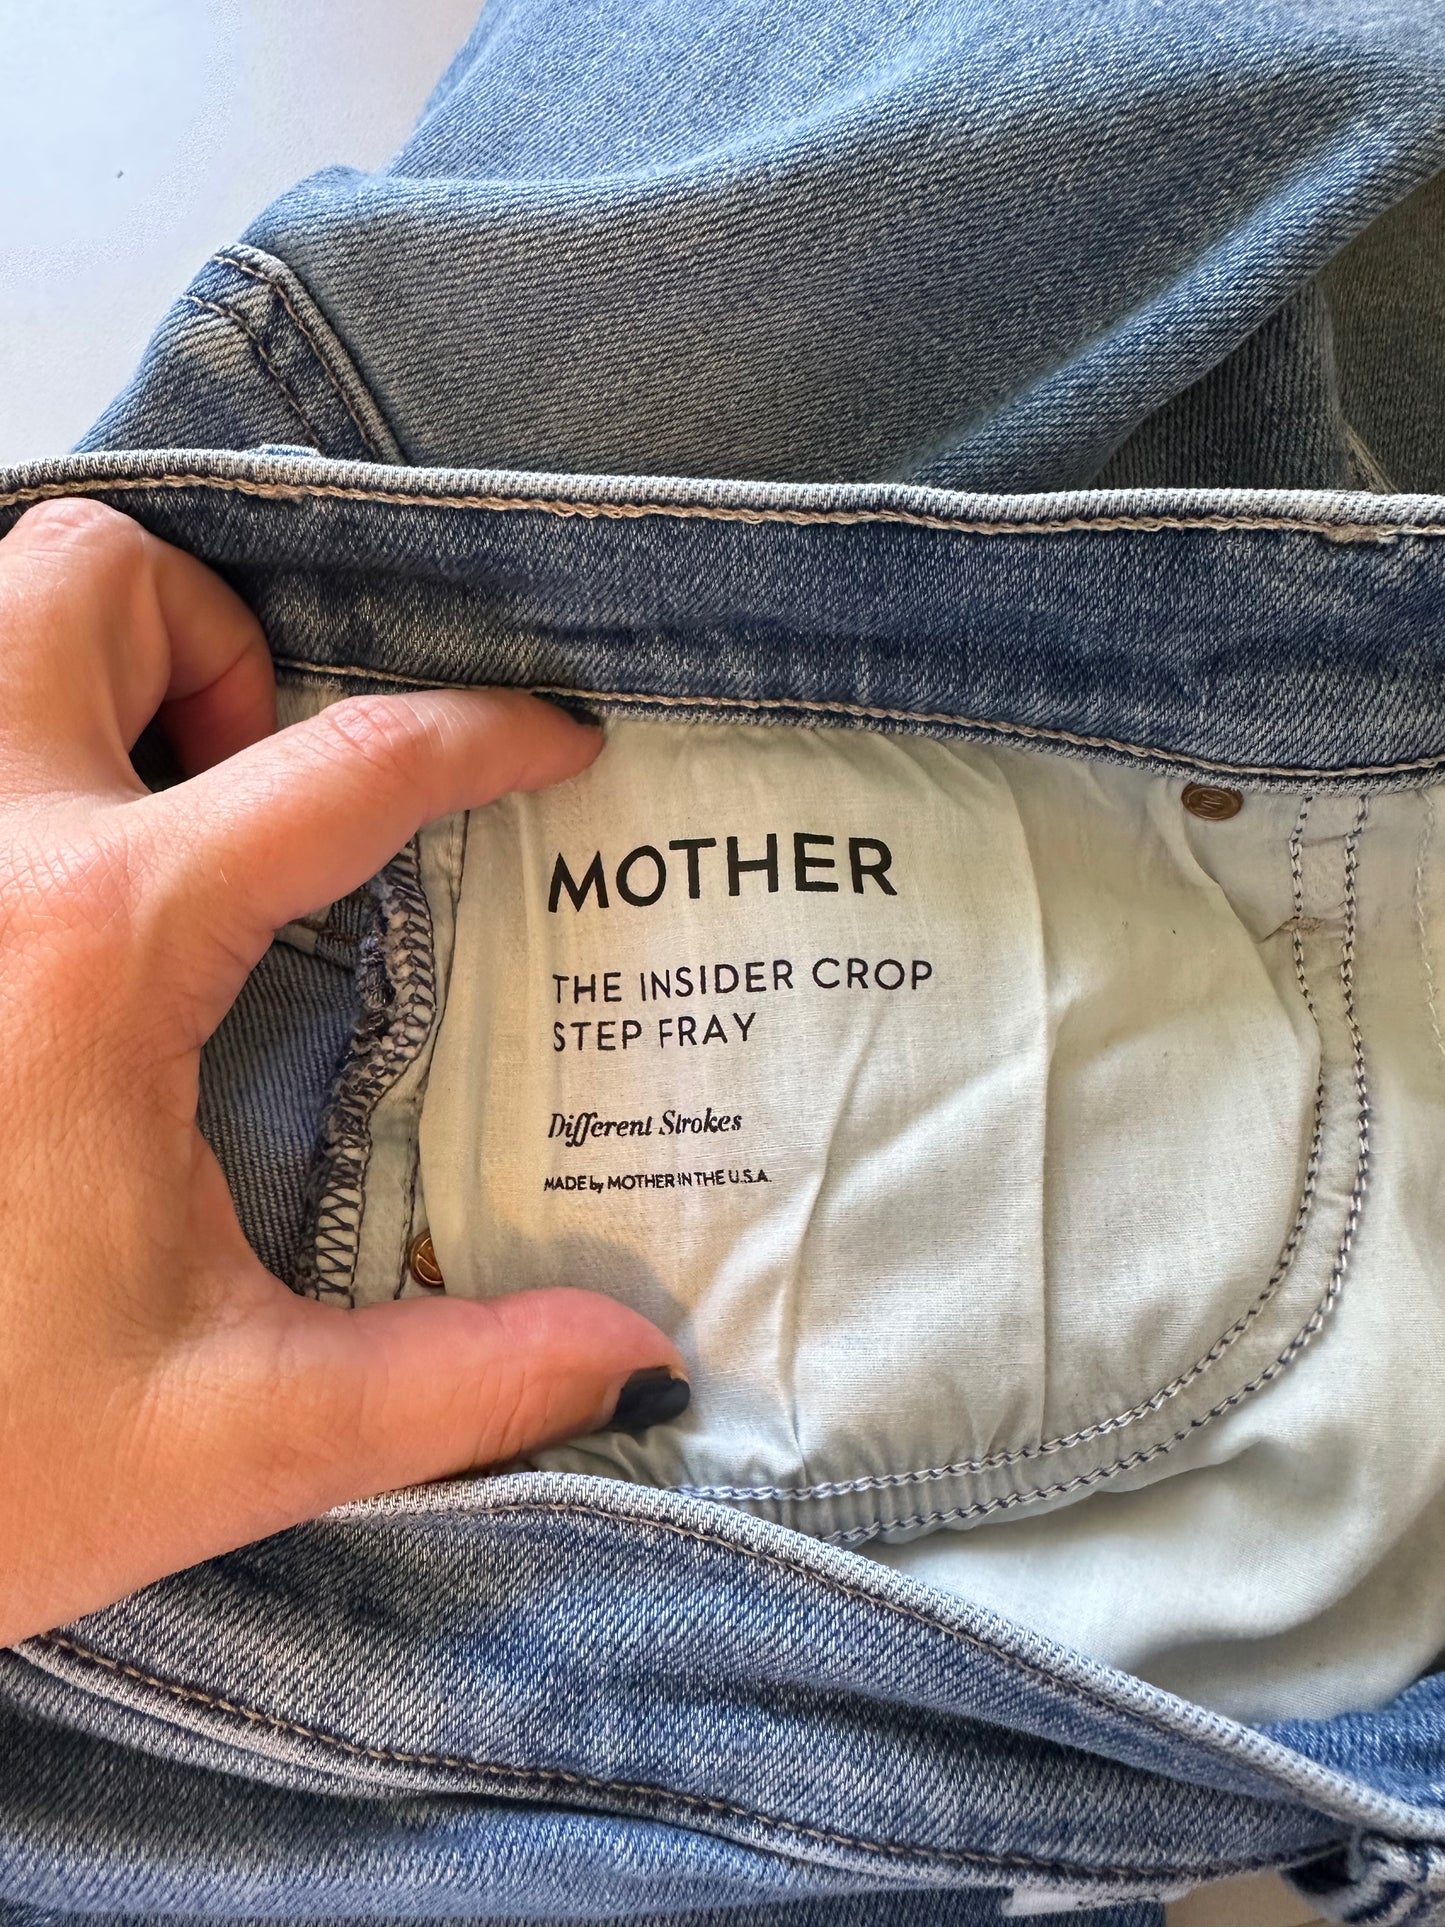 MOTHER
THE INSIDER CROP
STEP FRAY
Different Strokes
MADE by MOTHER IN THE U.S.A.